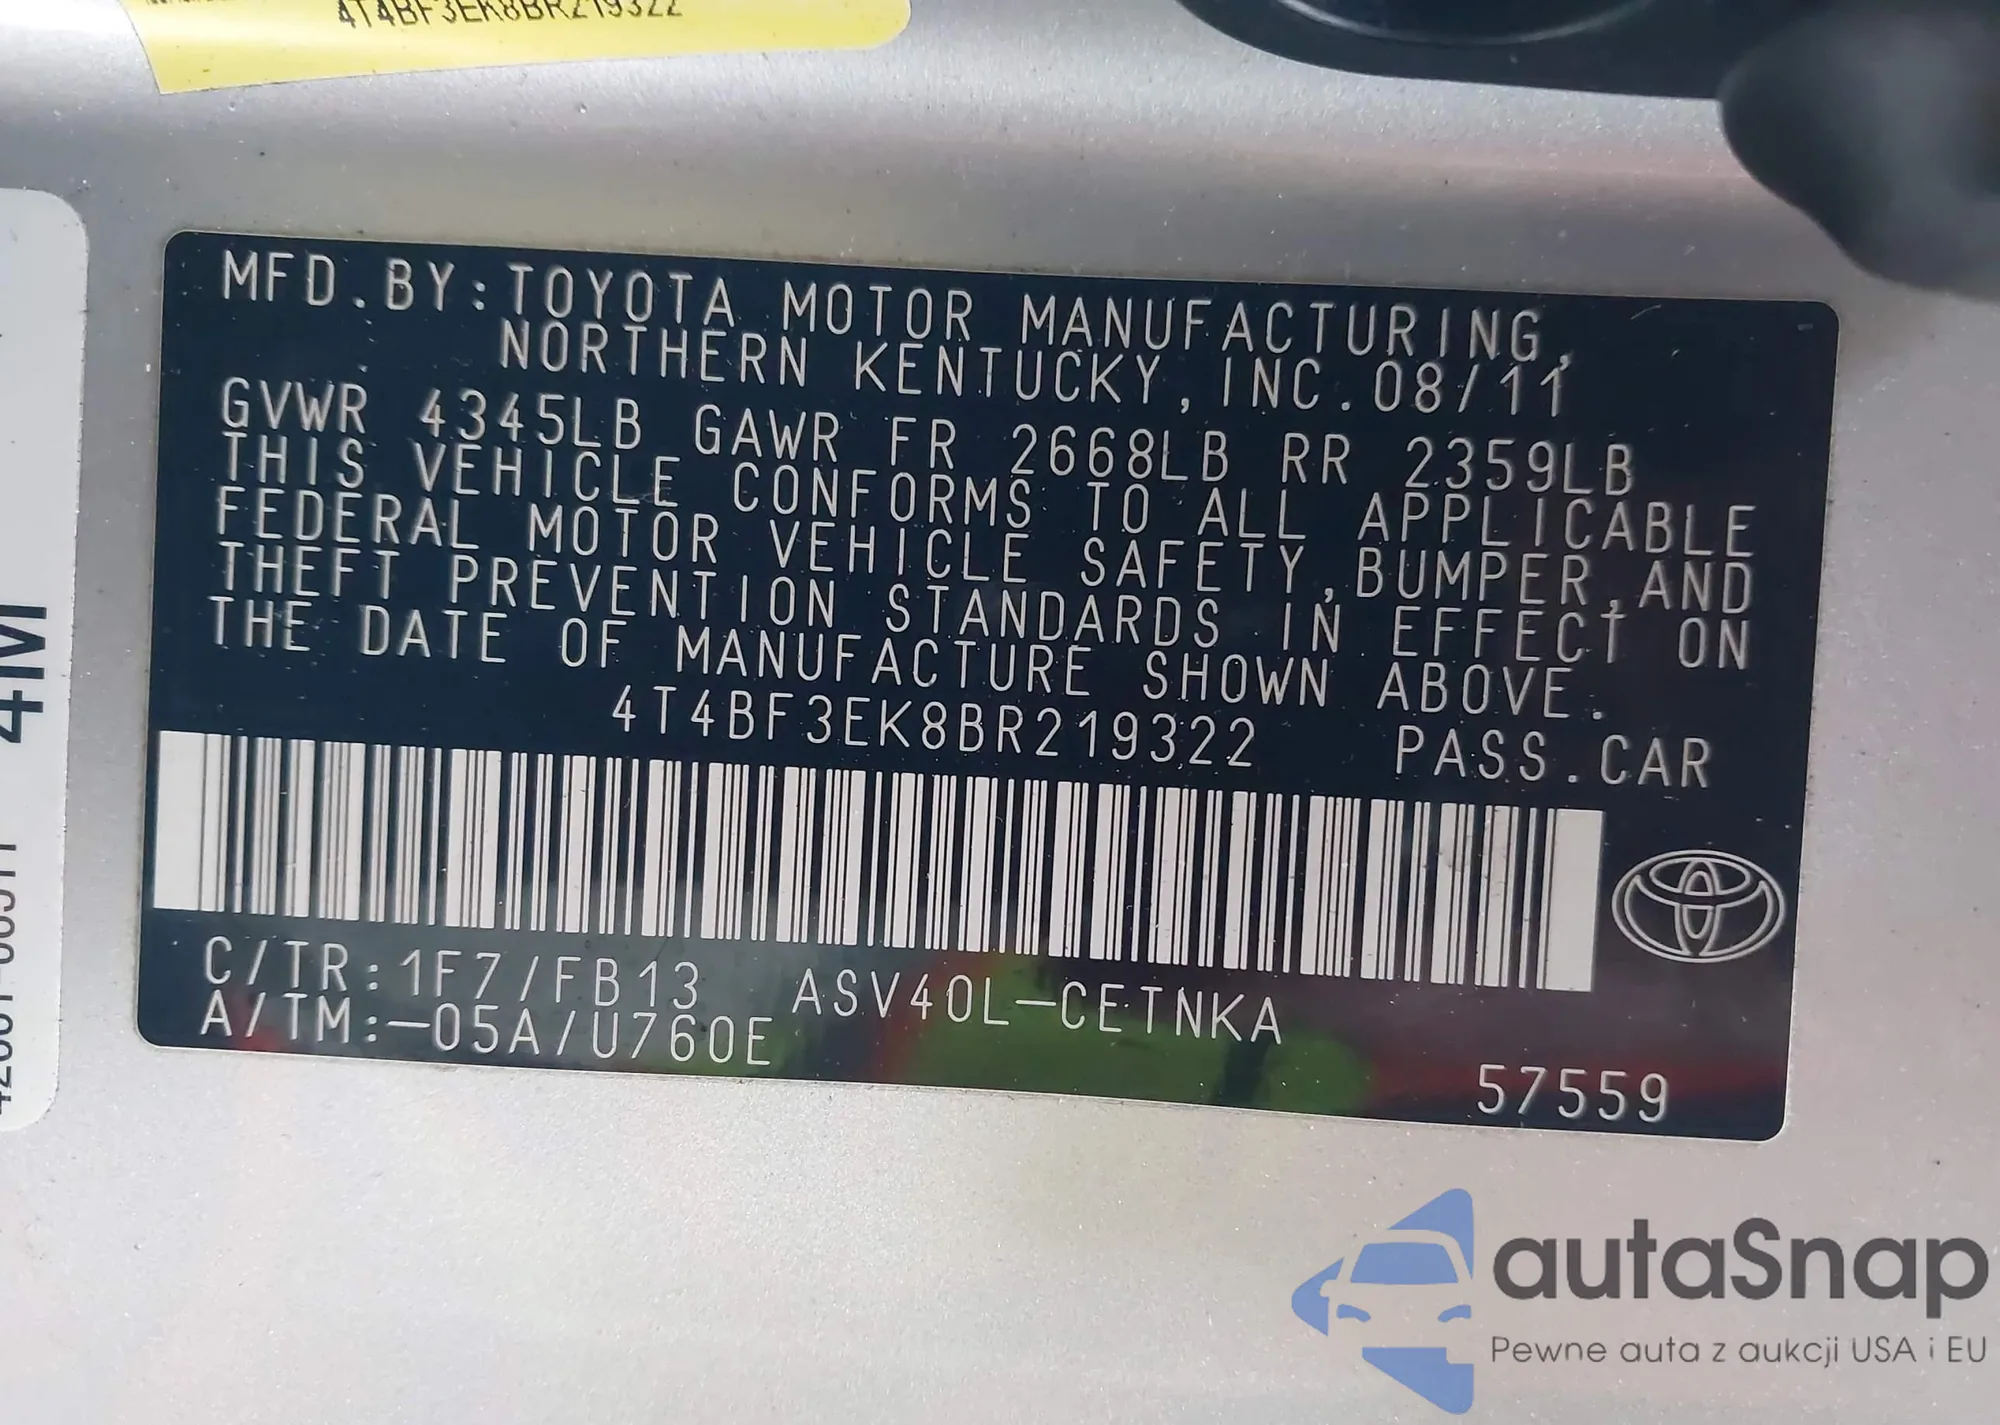 4T4BF3EK8BR219322
MFD.BY:TOYOTA MOTOR MANUFACTURING,
NORTHERN KENTUCKY,INC.08/11
GVWR 4345LB GAWR FR 2668LB RR 2359LB
THIS VEHICLE CONFORMS TO ALL APPLICABLE
FEDERAL MOTOR VEHICLE SAFETY,BUMPER,AND
THEFT PREVENTION STANDARDS IN EFFECT ON
THE DATE OF MANUFACTURE SHOWN ABOVE.
4T4BF3EK8BR219322 PASS.CAR
C/TR:1F7/FB13 ASV40L-CETNKA
A/TM:-05A/U760E
57559
4M
autaSnap
Pewne auta z aukcji USA i EU